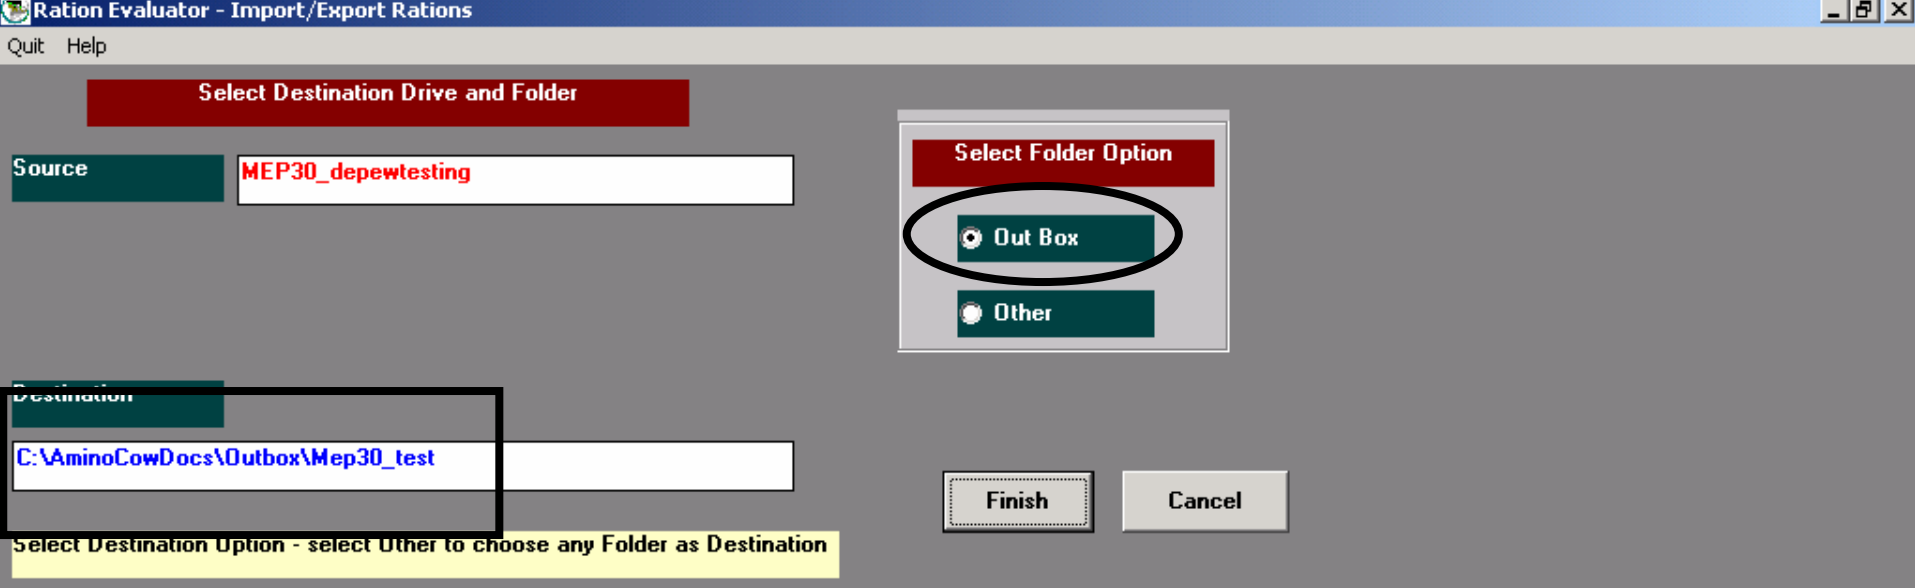 Ration Evaluator - Import/Export Rations
Quit Help
Select Destination Drive and Folder
Select Folder Option
Source
MEP30_depewtesting
Out Box
Other
Destination
C:\AminoCowDocs\Outbox\Mep30_test
Finish
Cancel
Select Destination Option - select Other to choose any Folder as Destination